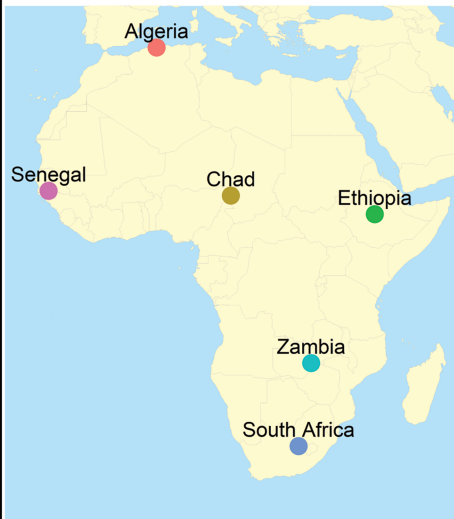 Algeria
Senegal
Chad
Ethiopia
Zambia
South Africa